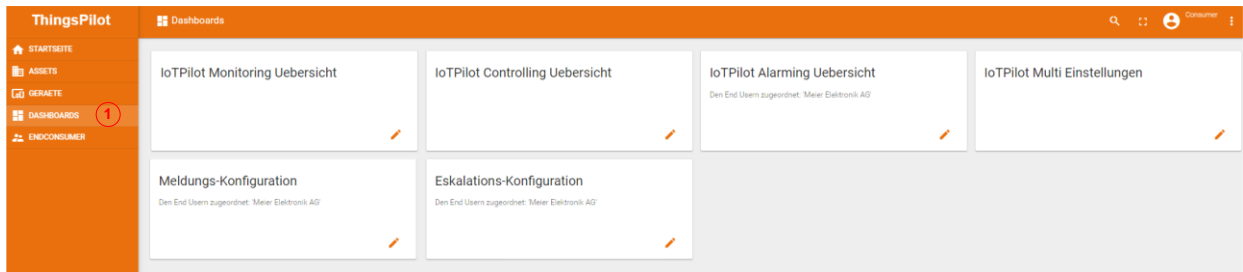 ThingsPilot
Dashboards
Consumer
STARTSEITE
ASSETS
GERAETE
DASHBOARDS
1
ENDCONSUMER
IoTPilot Monitoring Uebersicht
IoTPilot Controlling Uebersicht
IoTPilot Alarming Uebersicht
Den End Usern zugeordnet: 'Meier Elektronik AG'
IoTPilot Multi Einstellungen
Meldungs-Konfiguration
Den End Usern zugeordnet: 'Meier Elektronik AG'
Eskalations-Konfiguration
Den End Usern zugeordnet: 'Meier Elektronik AG'